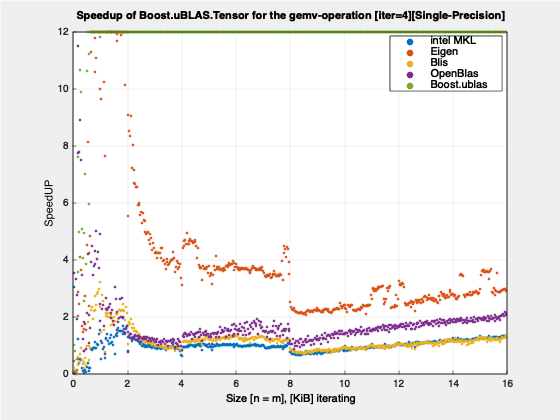 Speedup of Boost.uBLAS.Tensor for the gemv-operation [iter=4][Single-Precision]
12
10
8
6
4
2
0
SpeedUP
intel MKL
Eigen
Blis
OpenBlas
Boost.ublas
0 2 4 6 8 10 12 14 16
Size [n = m], [KiB] iterating